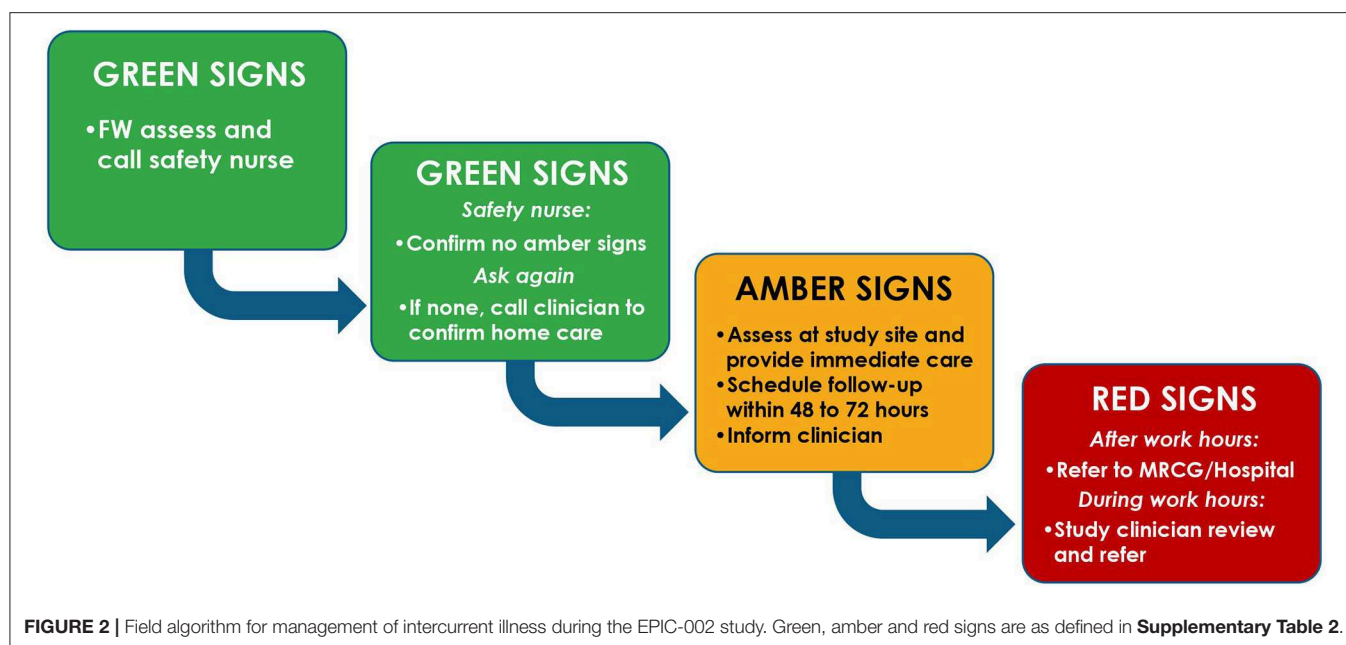 GREEN SIGNS
•FW assess and
call safety nurse
GREEN SIGNS
Safety nurse:
•Confirm no amber signs
Ask again
•If none, call clinician to
confirm home care
AMBER SIGNS
•Assess at study site and
provide immediate care
•Schedule follow-up
within 48 to 72 hours
•Inform clinician
RED SIGNS
After work hours:
•Refer to MRCG/Hospital
During work hours:
•Study clinician review
and refer
FIGURE 2 | Field algorithm for management of intercurrent illness during the EPIC-002 study. Green, amber and red signs are as defined in Supplementary Table 2.